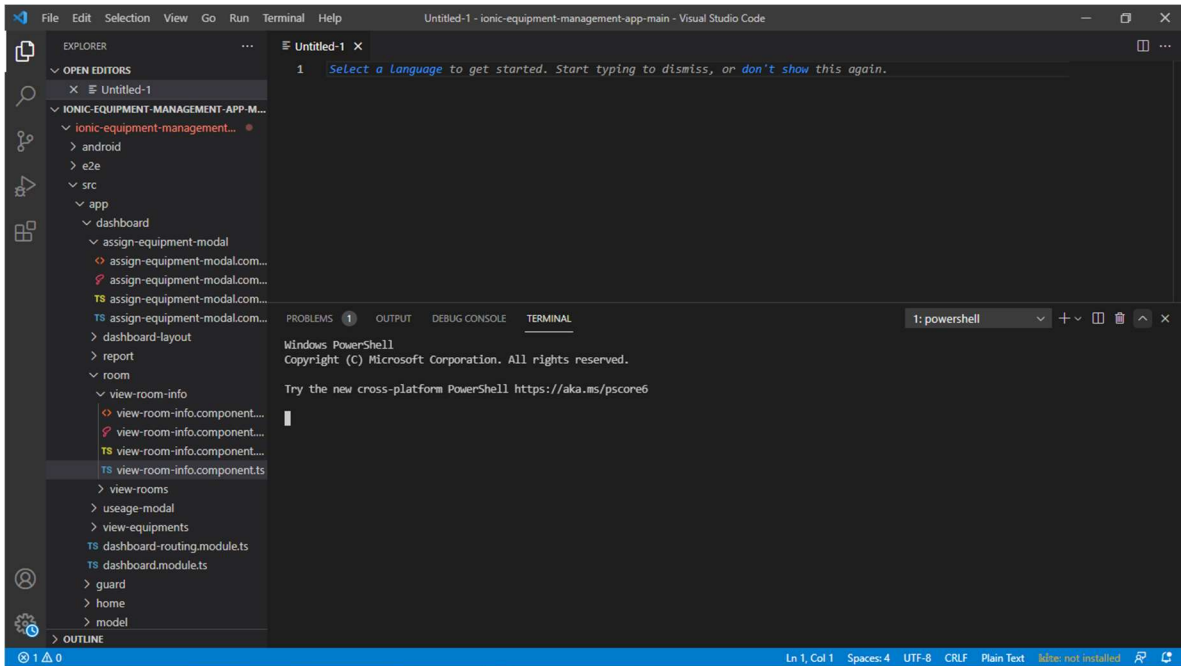 File Edit Selection View Go Run Terminal Help Untitled-1 - ionic-equipment-management-app-main - Visual Studio Code
EXPLORER
OPEN EDITORS
Untitled-1
IONIC-EQUIPMENT-MANAGEMENT-APP-M...
ionic-equipment-management...
android
e2e
src
app
dashboard
assign-equipment-modal
assign-equipment-modal.com...
assign-equipment-modal.com...
TS assign-equipment-modal.com...
TS assign-equipment-modal.com...
dashboard-layout
report
room
view-room-info
view-room-info.component....
view-room-info.component....
TS view-room-info.component....
TS view-room-info.component.ts
view-rooms
useage-modal
view-equipments
TS dashboard-routing.module.ts
TS dashboard.module.ts
guard
home
model
OUTLINE
Untitled-1
1 Select a language to get started. Start typing to dismiss, or don't show this again.
PROBLEMS 1 OUTPUT DEBUG CONSOLE TERMINAL 1: powershell
Windows PowerShell
Copyright (C) Microsoft Corporation. All rights reserved.
Try the new cross-platform PowerShell https://aka.ms/pscore6
1 0 Ln 1, Col 1 Spaces: 4 UTF-8 CRLF Plain Text kite: not installed